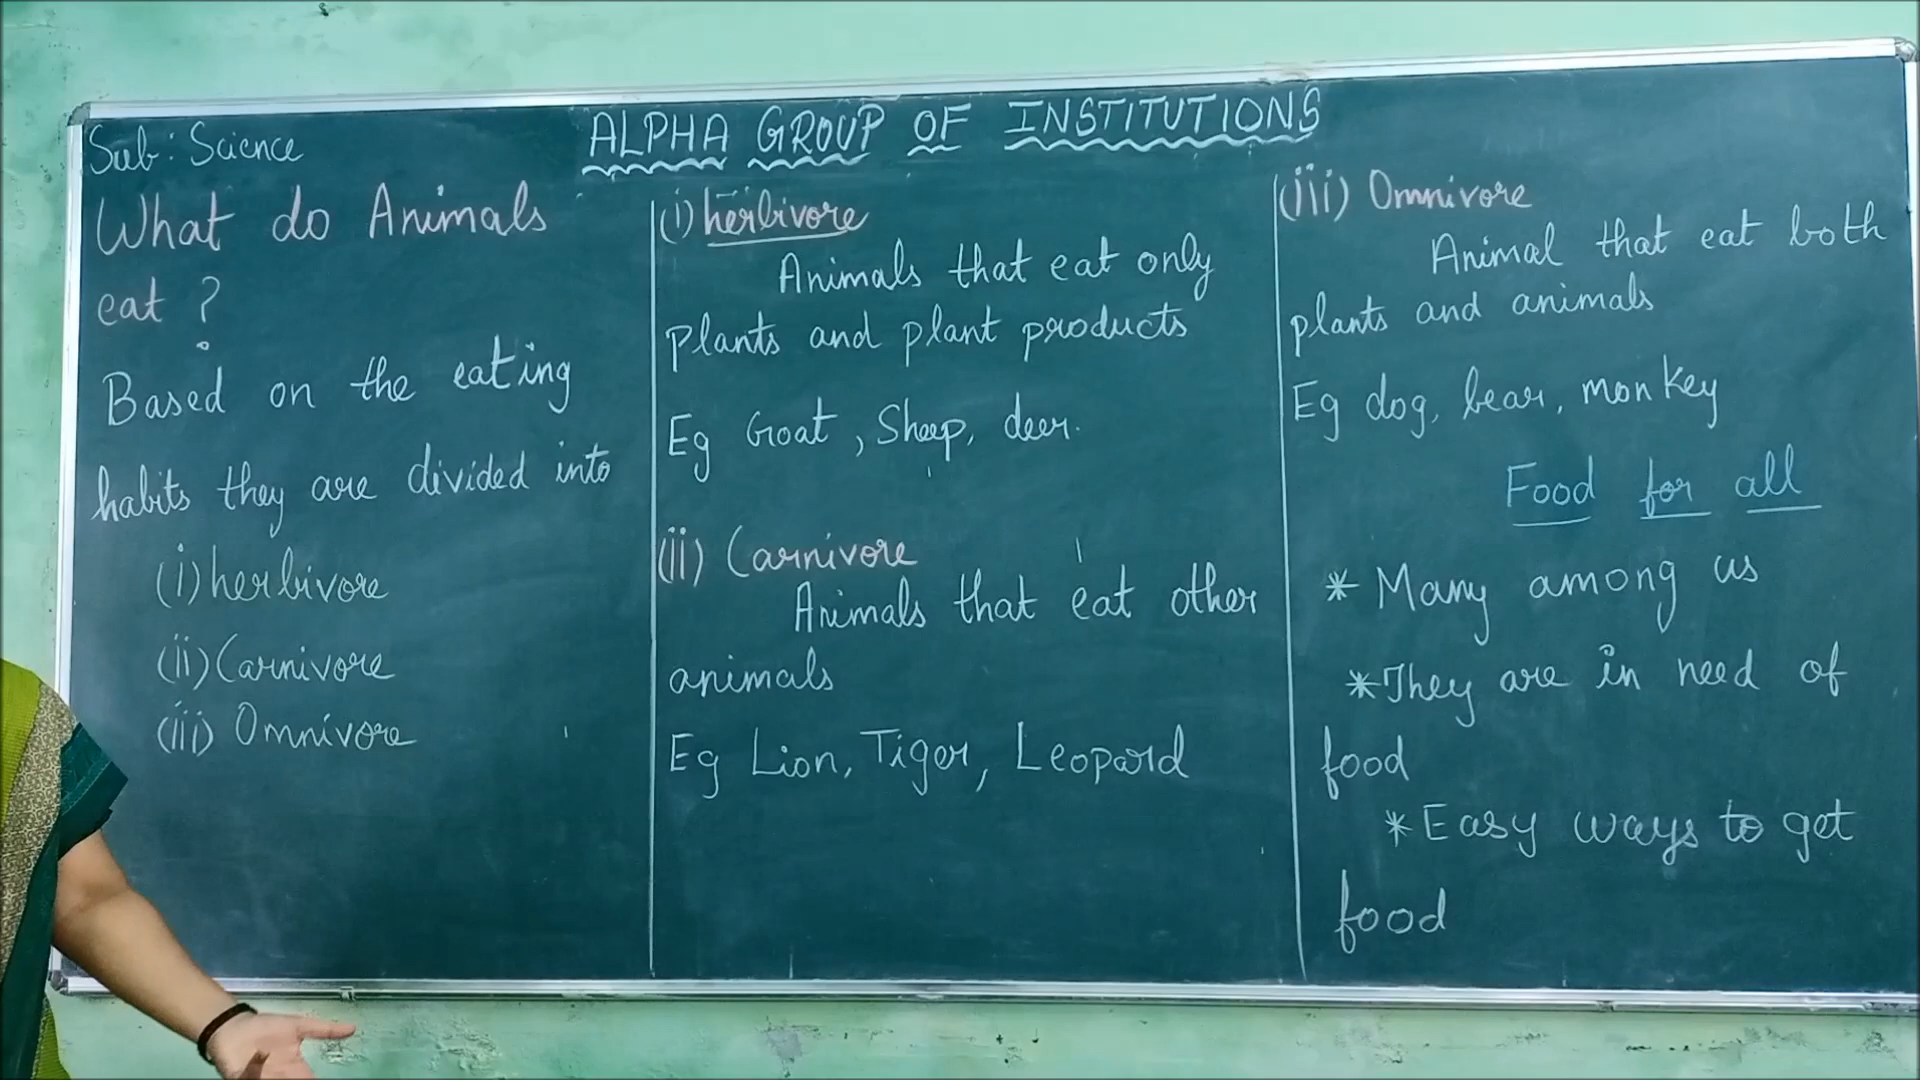 Sub: Science
ALPHA GROUP OF INSTITUTIONS
What do Animals
eat ?
Based on the eating
habits they are divided into
(i) herbivore
(ii) Carnivore
(iii) Omnivore
(i) herbivore
Animals that eat only
plants and plant products
Eg Goat, Sheep, deer.
(ii) Carnivore
Animals that eat other
animals
Eg Lion, Tiger, Leopard
(iii) Omnivore
Animal that eat both
plants and animals
Eg dog, bear, monkey
Food for all
* Many among us
* They are in need of
food
* Easy ways to get
food